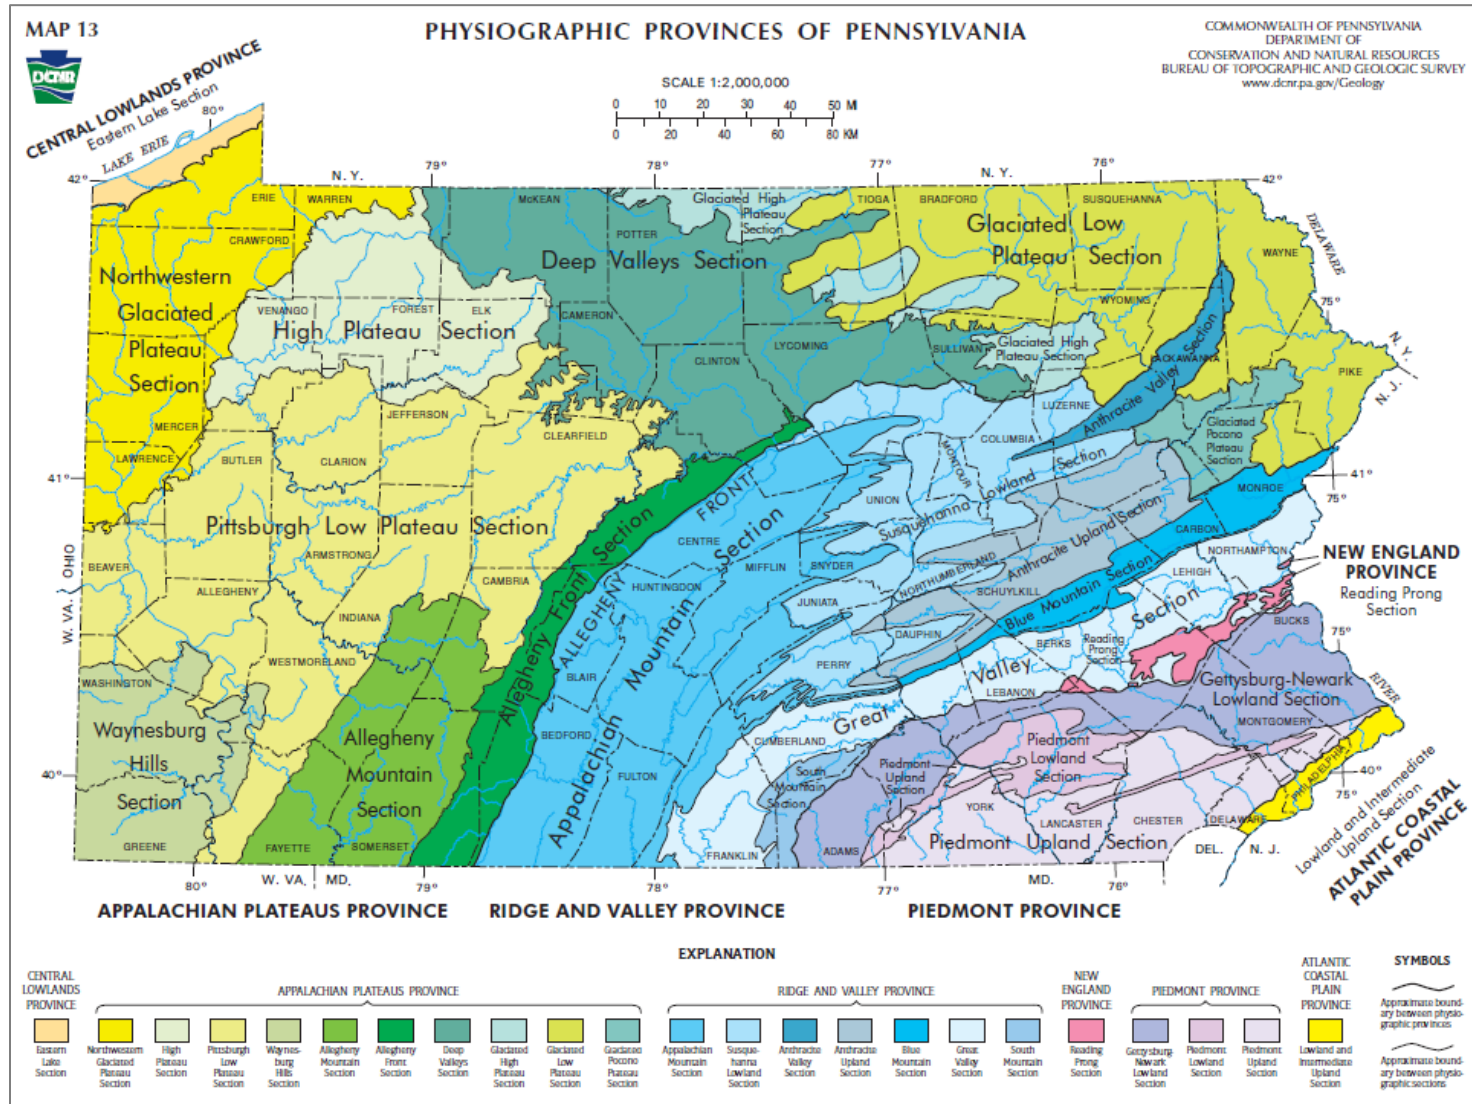 MAP 13
PHYSIOGRAPHIC PROVINCES OF PENNSYLVANIA
COMMONWEALTH OF PENNSYLVANIA
DEPARTMENT OF
CONSERVATION AND NATURAL RESOURCES
BUREAU OF TOPOGRAPHIC AND GEOLOGIC SURVEY
www.dcnr.pa.gov/Geology
DCNR
SCALE 1:2,000,000
0 10 20 30 40 50 MI
0 20 40 60 80 KM
CENTRAL LOWLANDS PROVINCE
Eastern Lake Section
LAKE ERIE
80°
42°
N. Y.
79°
78°
77°
N. Y.
76°
42°
ERIE
WARREN
McKEAN
POTTER
TIOGA
BRADFORD
SUSQUEHANNA
WAYNE
DELAWARE
CRAWFORD
Glaciated High
Plateau
Section
Glaciated Low
Plateau Section
Deep Valleys Section
Northwestern
Glaciated
Plateau
Section
VENANGO
FOREST
ELK
High Plateau Section
CAMERON
CLINTON
LYCOMING
SULLIVAN
WYOMING
LACKAWANNA
Glaciated High
Plateau Section
Anthracite Valley Section
75°
N. Y.
N. J.
PIKE
MERCER
LAWRENCE
BUTLER
CLARION
JEFFERSON
CLEARFIELD
LUZERNE
COLUMBIA
MONTOUR
Glaciated
Pocono
Plateau
Section
MONROE
41°
41°
75°
Pittsburgh Low Plateau Section
ARMSTRONG
CENTRE
UNION
Susquehanna Lowland Section
Anthracite Upland Section
CARBON
NORTHAMPTON
LEHIGH
NEW ENGLAND
PROVINCE
Reading Prong
Section
OHIO
W. VA.
BEAVER
ALLEGHENY
INDIANA
CAMBRIA
Allegheny Front Section
ALLEGHENY FRONT
HUNTINGDON
MIFFLIN
SNYDER
NORTHUMBERLAND
SCHUYLKILL
JUNIATA
DAUPHIN
Blue Mountain Section
BERKS
Reading
Prong
Section
BUCKS
75°
WESTMORELAND
WASHINGTON
BLAIR
PERRY
LEBANON
Great Valley Section
Appalachian Mountain Section
Gettysburg-Newark
Lowland Section
RIVER
MONTGOMERY
Waynesburg
Hills
Section
Allegheny
Mountain
Section
BEDFORD
FULTON
CUMBERLAND
South
Mountain
Section
Piedmont
Upland
Section
Piedmont
Lowland
Section
PHILADELPHIA
40°
40°
75°
YORK
LANCASTER
CHESTER
DELAWARE
Piedmont Upland Section
GREENE
FAYETTE
SOMERSET
FRANKLIN
ADAMS
DEL.
N. J.
Lowland and Intermediate
Upland Section
ATLANTIC COASTAL
PLAIN PROVINCE
80°
W. VA.
MD.
79°
78°
77°
MD.
76°
APPALACHIAN PLATEAUS PROVINCE
RIDGE AND VALLEY PROVINCE
PIEDMONT PROVINCE
EXPLANATION
CENTRAL
LOWLANDS
PROVINCE
APPALACHIAN PLATEAUS PROVINCE
RIDGE AND VALLEY PROVINCE
NEW
ENGLAND
PROVINCE
PIEDMONT PROVINCE
ATLANTIC
COASTAL
PLAIN
PROVINCE
SYMBOLS
Eastern
Lake
Section
Northwestern
Glaciated
Plateau
Section
High
Plateau
Section
Pittsburgh
Low
Plateau
Section
Waynes-
burg
Hills
Section
Allegheny
Mountain
Section
Allegheny
Front
Section
Deep
Valleys
Section
Glaciated
High
Plateau
Section
Glaciated
Low
Plateau
Section
Glaciated
Pocono
Plateau
Section
Appalachian
Mountain
Section
Susque-
hanna
Lowland
Section
Anthracite
Valley
Section
Anthracite
Upland
Section
Blue
Mountain
Section
Great
Valley
Section
South
Mountain
Section
Reading
Prong
Section
Gettysburg-
Newark
Lowland
Section
Piedmont
Lowland
Section
Piedmont
Upland
Section
Lowland and
Intermediate
Upland
Section
Approximate bound-
ary between physio-
graphic provinces
Approximate bound-
ary between physio-
graphic sections